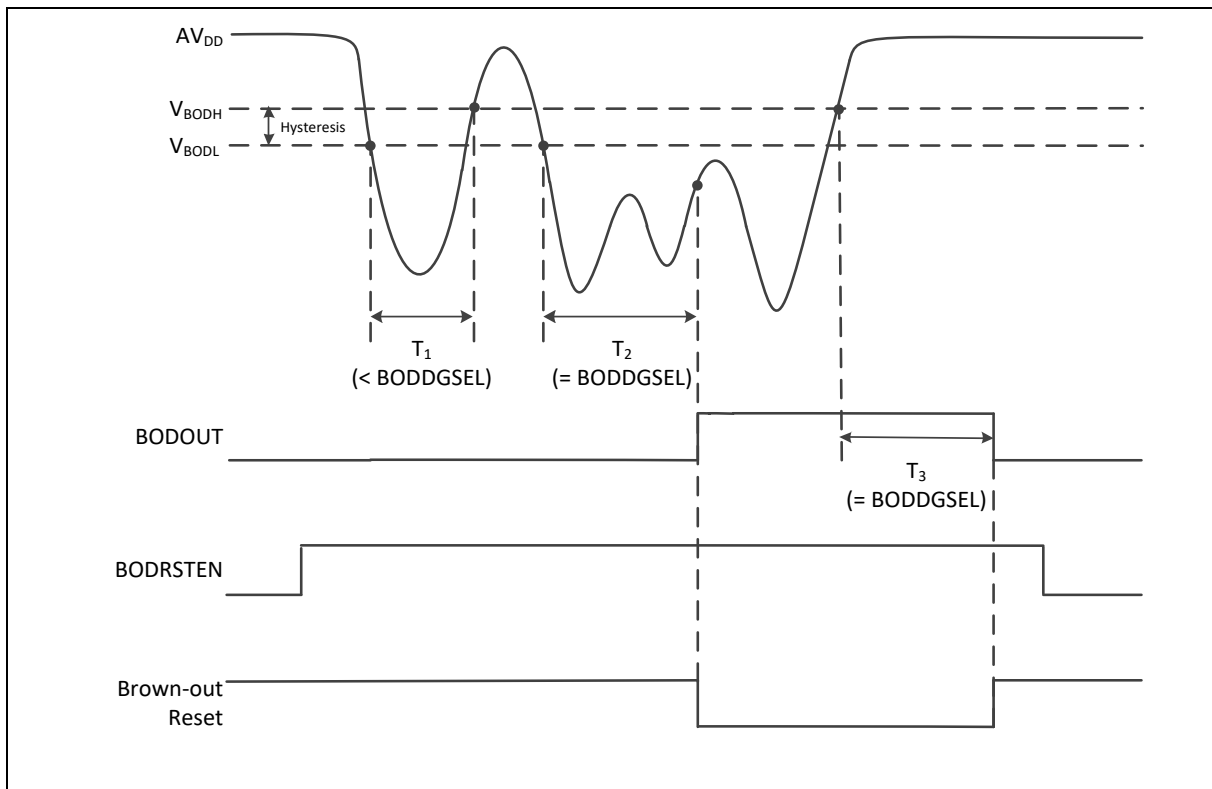 AVDD
VBODH
Hysteresis
VBODL
T1
(< BODDGSEL)
T2
(= BODDGSEL)
BODOUT
T3
(= BODDGSEL)
BODRSTEN
Brown-out
Reset